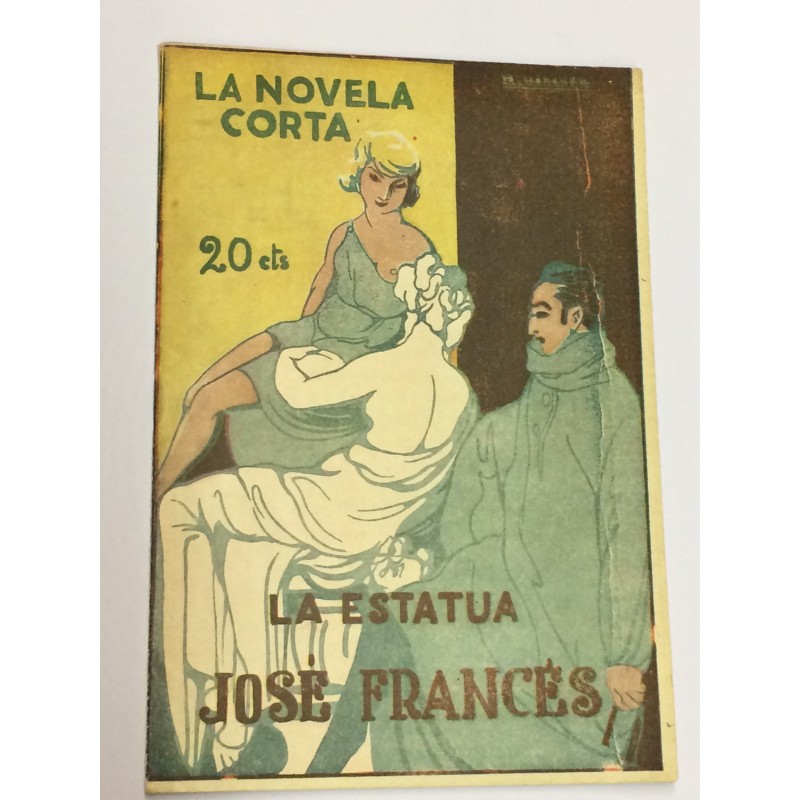 LA NOVELA
CORTA
20 cts
LA ESTATUA
JOSÉ FRANCÉS